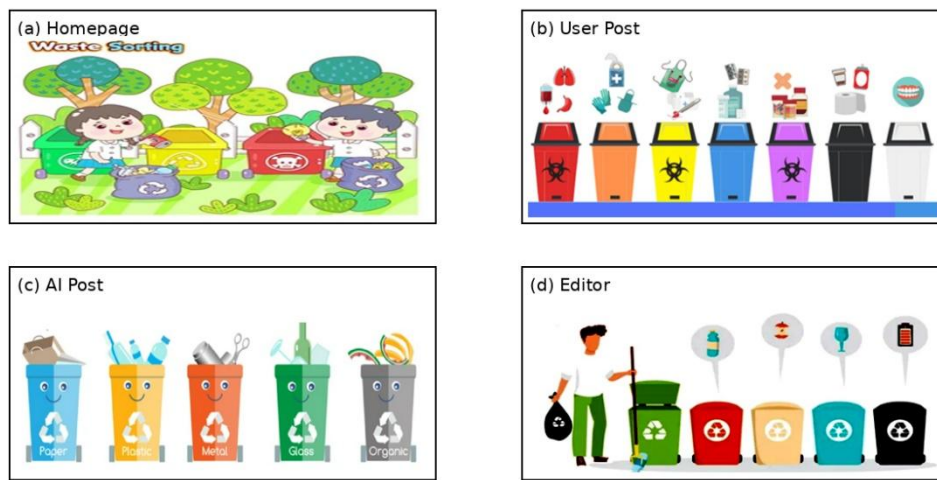 (a) Homepage
Waste Sorting
(b) User Post
(c) AI Post
Paper
Plastic
Metal
Glass
Organic
(d) Editor